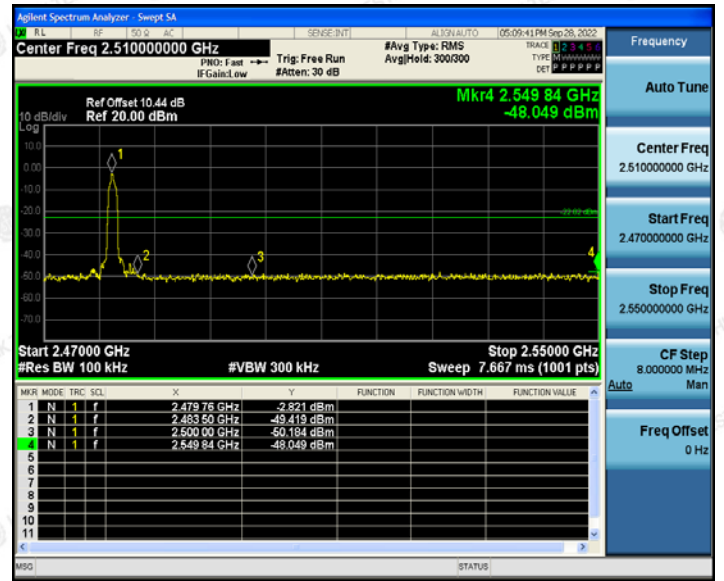 Agilent Spectrum Analyzer - Swept SA
RL RF 50 Ω AC SENSE:INT ALIGNAUTO 05:09:41 PM Sep 28, 2022
Center Freq 2.510000000 GHz
PNO: Fast
IFGain:Low
Trig: Free Run
#Atten: 30 dB
#Avg Type: RMS
Avg|Hold: 300/300
TRACE 1 2 3 4 5 6
TYPE M
DET P P P P P P
Frequency
Auto Tune
Center Freq
2.510000000 GHz
Start Freq
2.470000000 GHz
Stop Freq
2.550000000 GHz
CF Step
8.000000 MHz
Auto Man
Freq Offset
0 Hz
Mkr4 2.549 84 GHz
-48.049 dBm
Ref Offset 10.44 dB
10 dB/div Ref 20.00 dBm
Log
10.0
0.00
-10.0
-20.0
-30.0
-40.0
-50.0
-60.0
-70.0
1
2
3
4
-22.82 dBm
Start 2.47000 GHz Stop 2.55000 GHz
#Res BW 100 kHz #VBW 300 kHz Sweep 7.667 ms (1001 pts)
MKR MODE TRC SCL X Y FUNCTION FUNCTION WIDTH FUNCTION VALUE
1 N 1 f 2.479 76 GHz -2.821 dBm
2 N 1 f 2.483 50 GHz -49.419 dBm
3 N 1 f 2.500 00 GHz -50.184 dBm
4 N 1 f 2.549 84 GHz -48.049 dBm
5
6
7
8
9
10
11
MSG STATUS